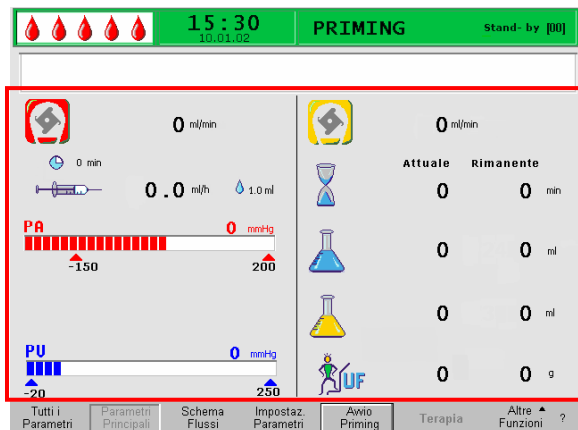 15:30
10.01.02
PRIMING
Stand- by [00]
0 ml/min
0 ml/min
0 min
Attuale Rimanente
0.0 ml/h 1.0 ml
0 0 min
PA 0 mmHg
-150 200
0 0 ml
0 0 ml
PV 0 mmHg
-20 250
UF 0 0 g
Tutti i Parametri
Parametri Principali
Schema Flussi
Impostaz. Parametri
Avvio Priming
Terapia
Altre Funzioni
?